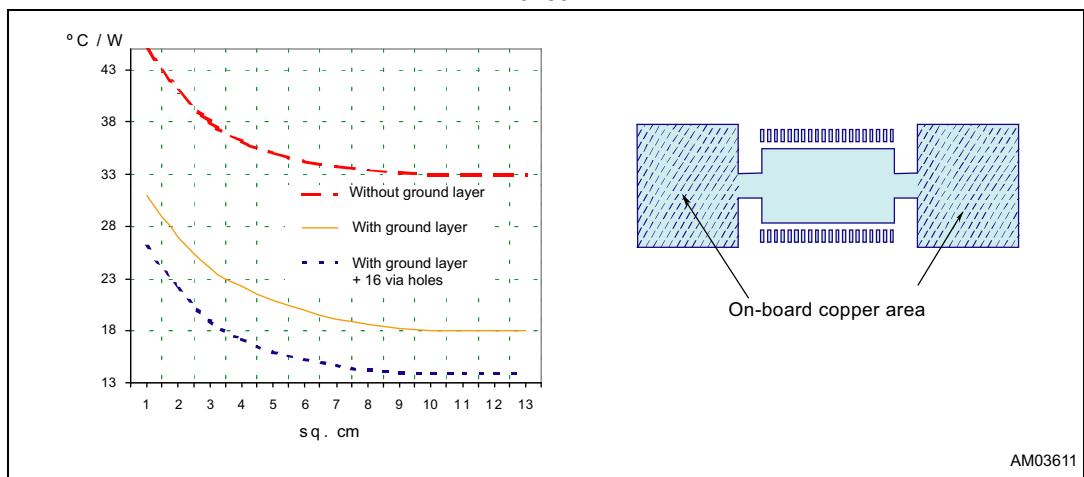 º C / W
43
38
33
28
23
18
13
1 2 3 4 5 6 7 8 9 10 11 12 13
sq. cm
Without ground layer
With ground layer
With ground layer
+ 16 via holes
On-board copper area
AM03611